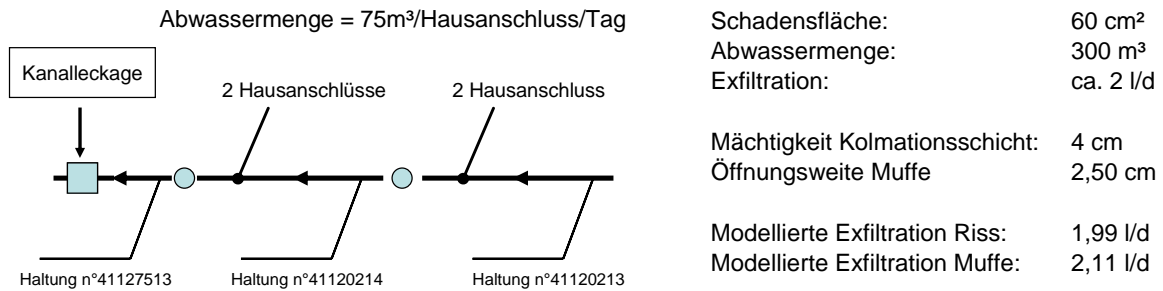 Abwassermenge = 75m³/Hausanschluss/Tag
Kanalleckage
2 Hausanschlüsse
2 Hausanschluss
Haltung n°41127513
Haltung n°41120214
Haltung n°41120213
Schadensfläche: 60 cm²
Abwassermenge: 300 m³
Exfiltration: ca. 2 l/d
Mächtigkeit Kolmationsschicht: 4 cm
Öffnungsweite Muffe 2,50 cm
Modellierte Exfiltration Riss: 1,99 l/d
Modellierte Exfiltration Muffe: 2,11 l/d